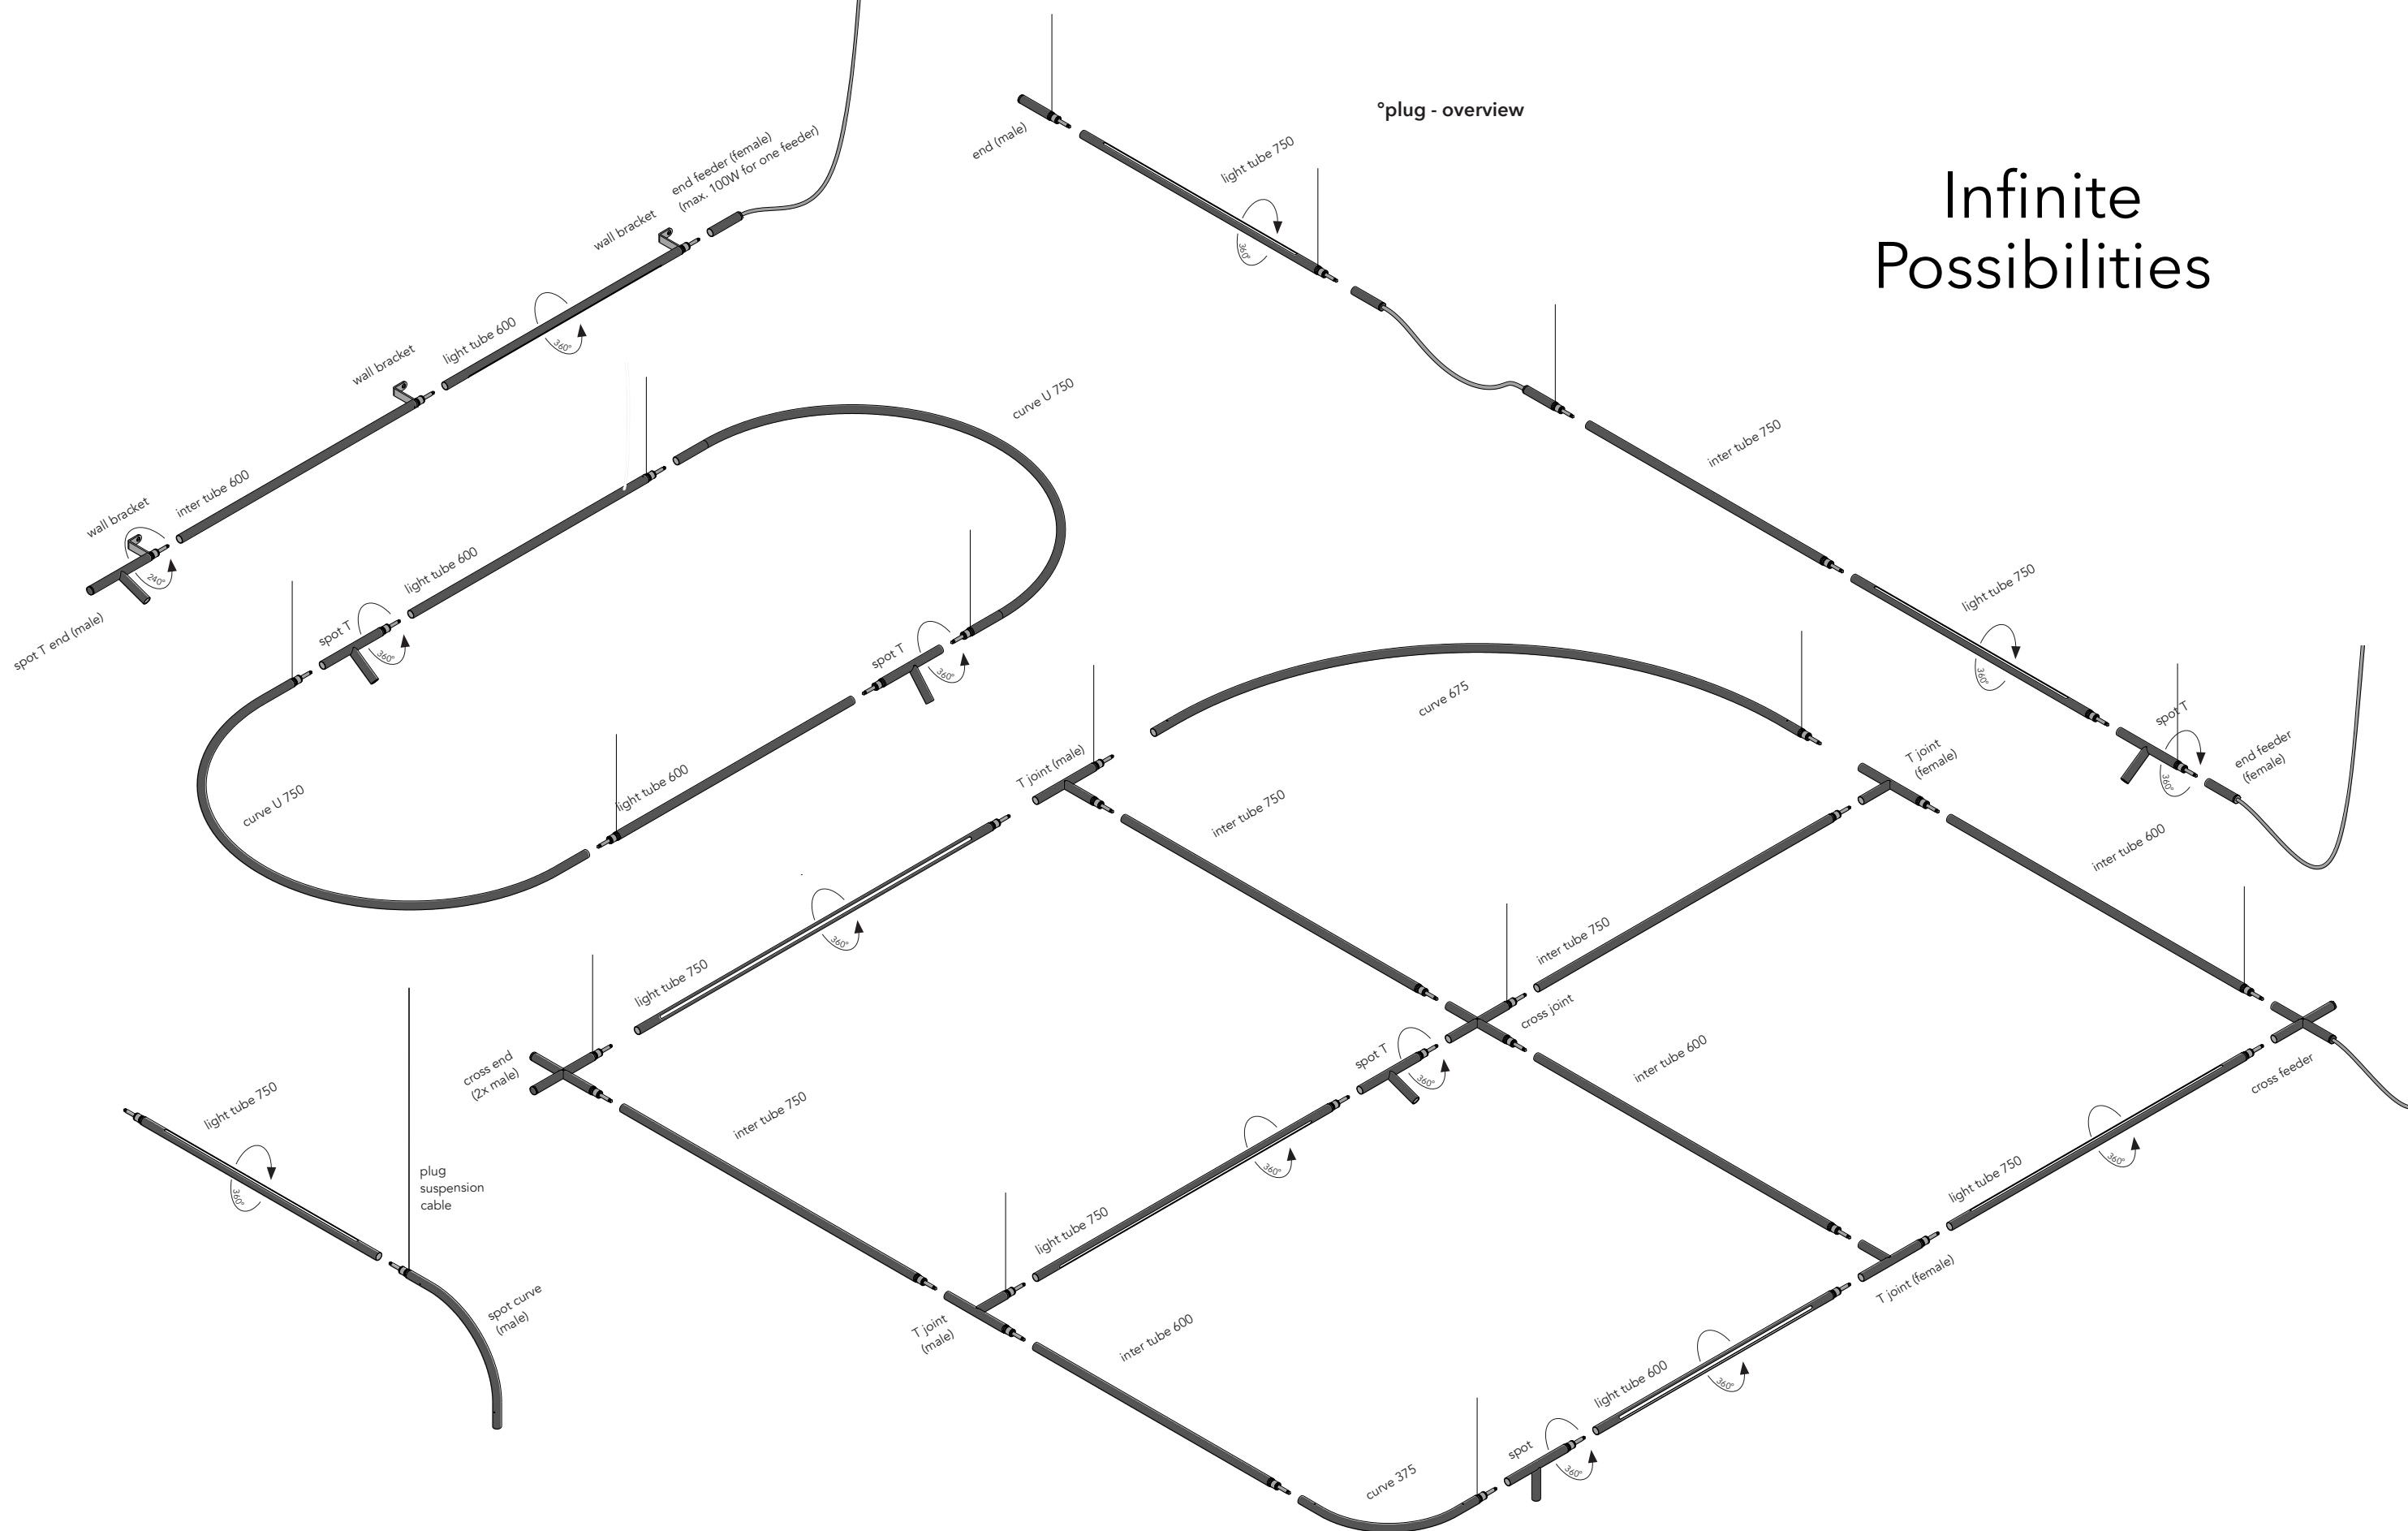 °plug - overview
Infinite
Possibilities
end (male)
light tube 750
360°
end feeder (female)
(max. 100W for one feeder)
wall bracket
light tube 600
360°
wall bracket
inter tube 600
wall bracket
240°
spot T end (male)
curve U 750
light tube 600
spot T
360°
spot T
360°
light tube 600
curve U 750
inter tube 750
light tube 750
360°
spot T
360°
end feeder
(female)
curve 675
T joint (male)
T joint
(female)
inter tube 750
inter tube 600
light tube 750
360°
inter tube 750
cross joint
spot T
360°
inter tube 600
cross feeder
cross end
(2x male)
inter tube 750
light tube 750
360°
light tube 750
360°
T joint (female)
T joint
(male)
inter tube 600
light tube 600
360°
spot
360°
curve 375
light tube 750
360°
plug
suspension
cable
spot curve
(male)